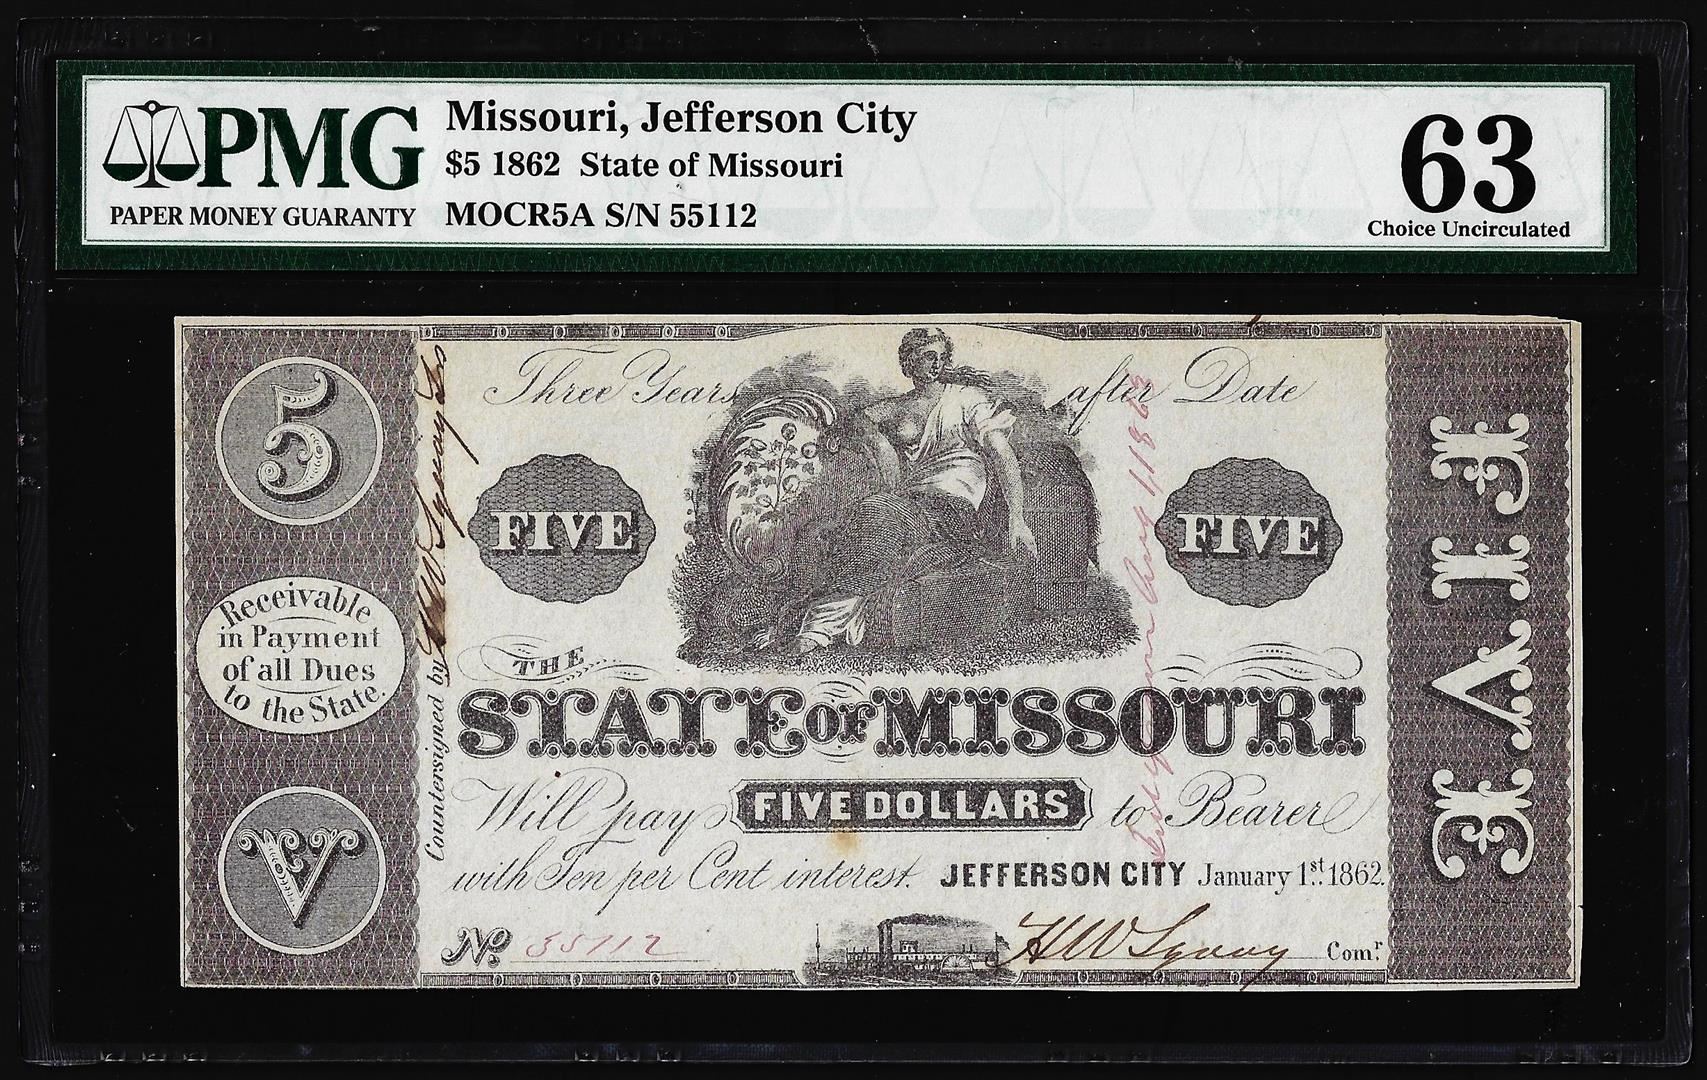 PMG
PAPER MONEY GUARANTY
Missouri, Jefferson City
$5 1862 State of Missouri
MOCR5A S/N 55112
63
Choice Uncirculated
5
Receivable
in Payment
of all Dues
to the State.
V
Countersigned by
Three Years after Date
FIVE
FIVE
THE
STATE OF MISSOURI
Will pay FIVE DOLLARS to Bearer
with Ten per Cent interest. JEFFERSON CITY January 1st. 1862.
No. 55112
Comr.
FIVE